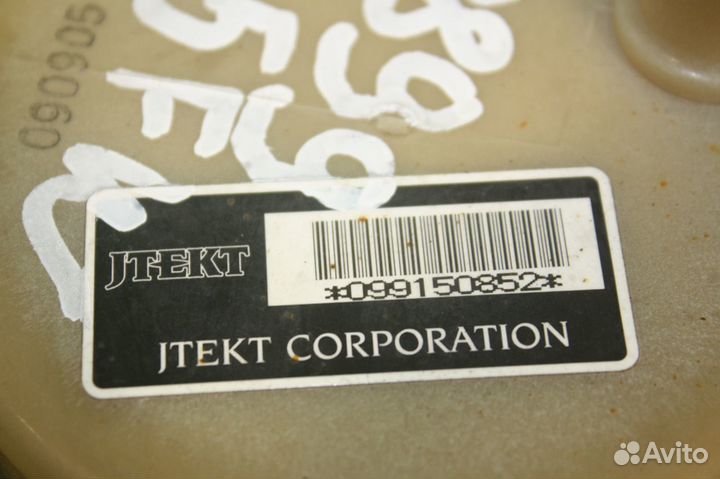 090905
JTEKT
*099150852*
JTEKT CORPORATION
Avito